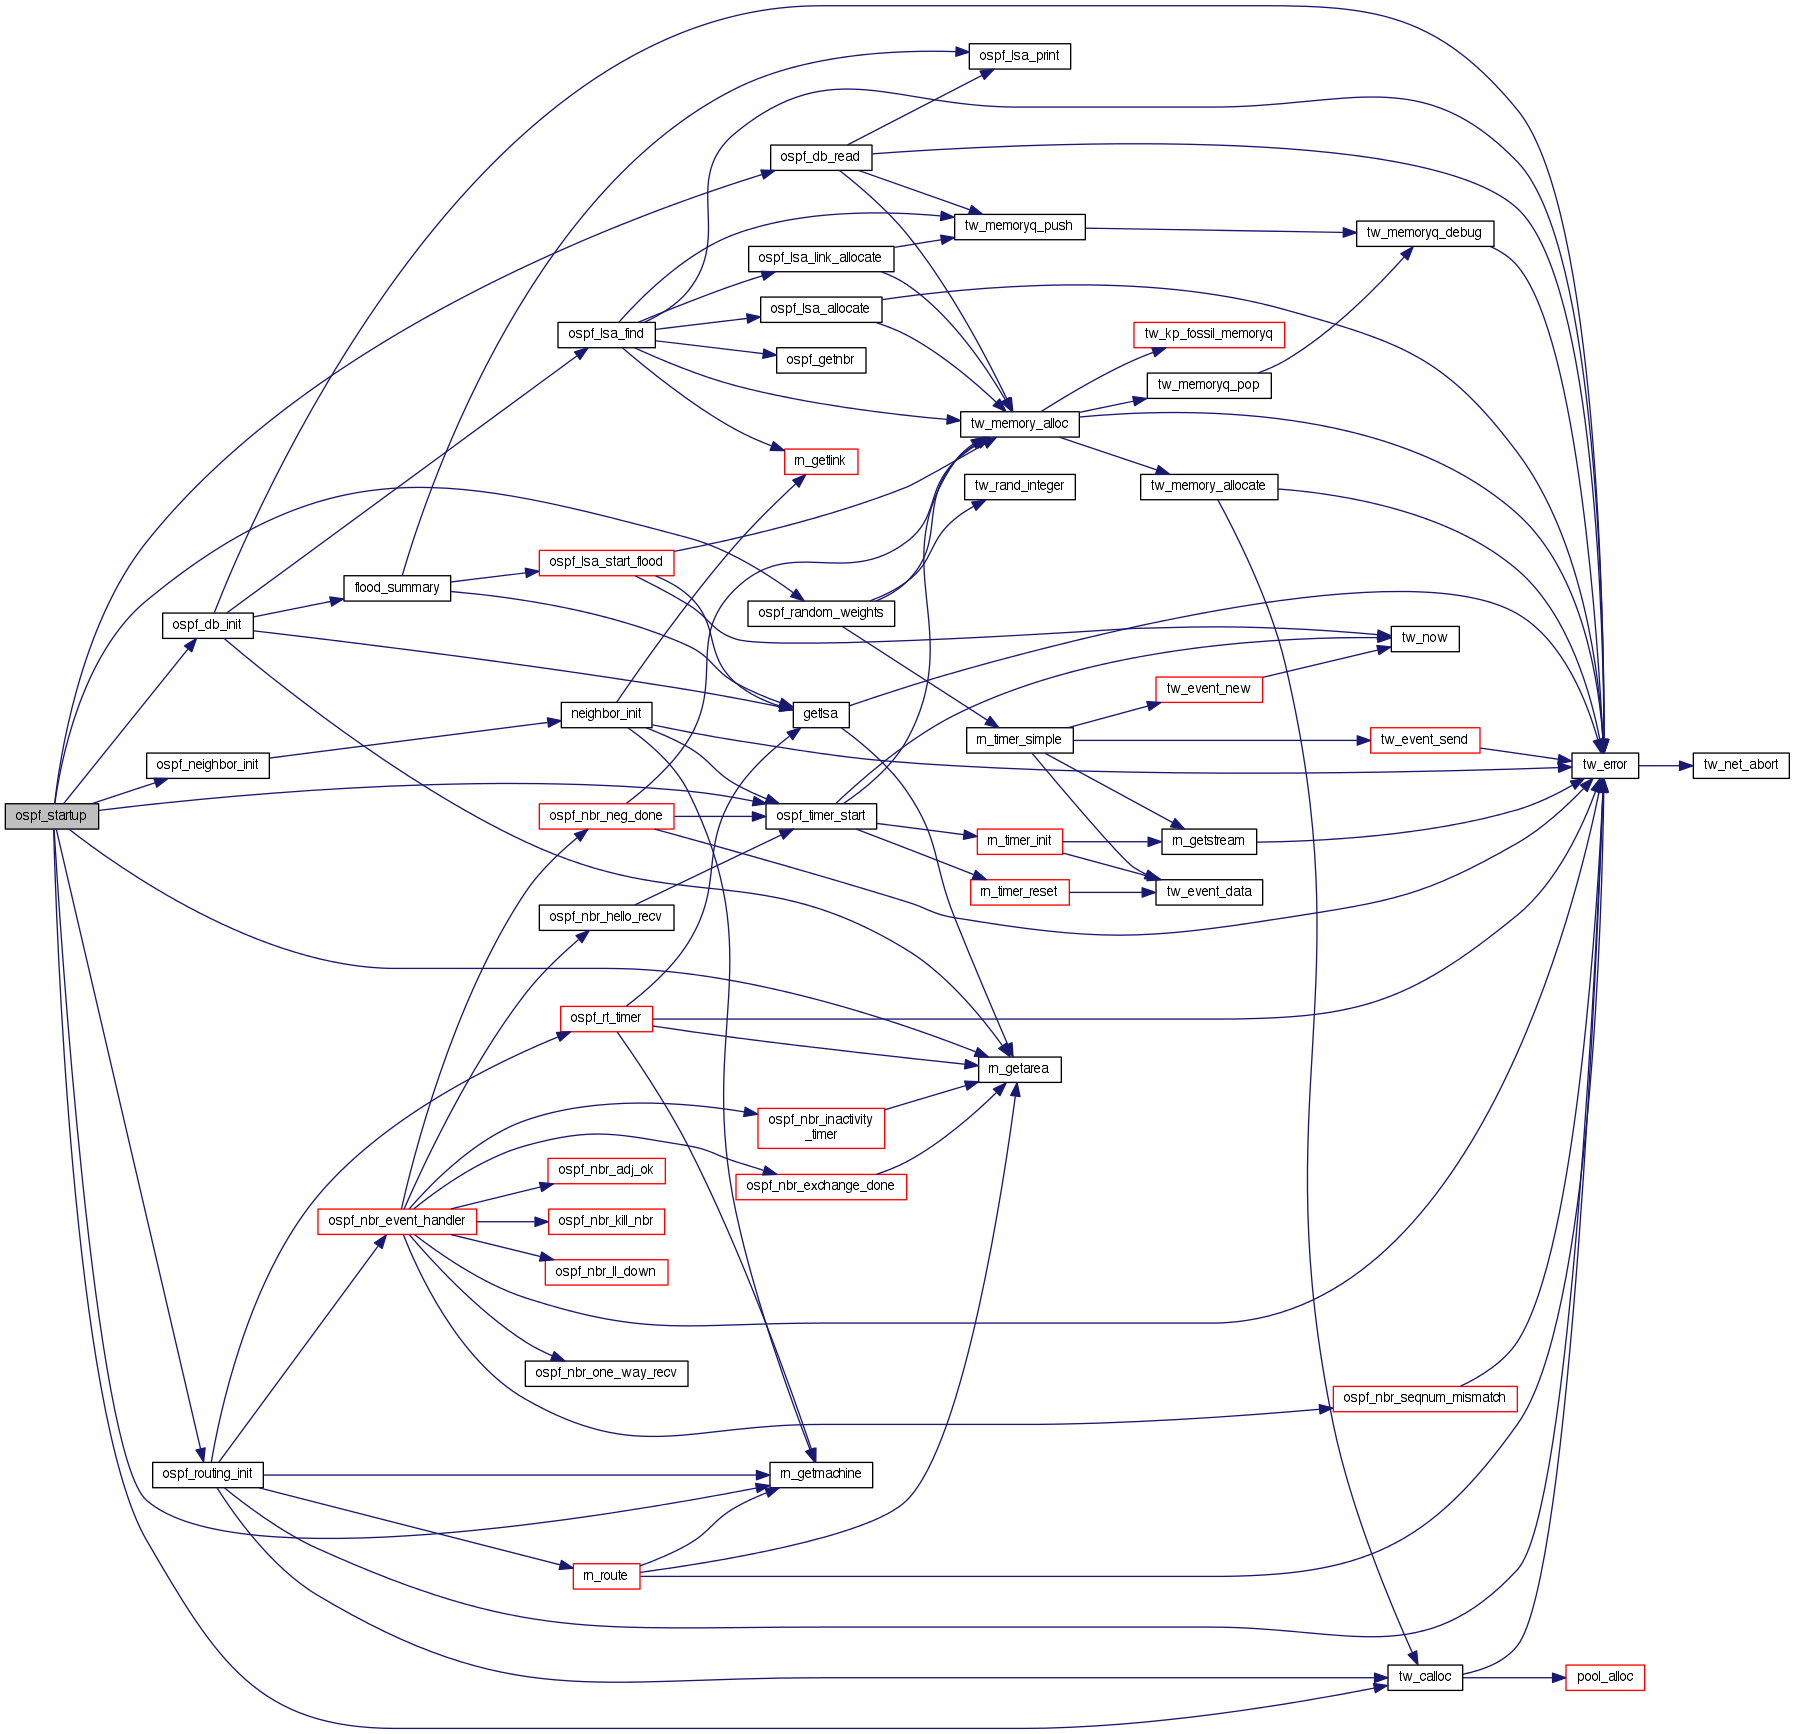 ospf_lsa_print
ospf_db_read
tw_memoryq_push
tw_memoryq_debug
ospf_lsa_link_allocate
ospf_lsa_allocate
ospf_lsa_find
tw_kp_fossil_memoryq
ospf_getnbr
tw_memoryq_pop
tw_memory_alloc
rn_getlink
tw_rand_integer
tw_memory_allocate
ospf_lsa_start_flood
flood_summary
ospf_random_weights
ospf_db_init
tw_now
tw_event_new
neighbor_init
getlsa
rn_timer_simple
tw_event_send
ospf_neighbor_init
tw_error
tw_net_abort
ospf_startup
ospf_nbr_neg_done
ospf_timer_start
rn_timer_init
rn_getstream
rn_timer_reset
tw_event_data
ospf_nbr_hello_recv
ospf_rt_timer
rn_getarea
ospf_nbr_inactivity
_timer
ospf_nbr_adj_ok
ospf_nbr_exchange_done
ospf_nbr_event_handler
ospf_nbr_kill_nbr
ospf_nbr_ll_down
ospf_nbr_one_way_recv
ospf_nbr_seqnum_mismatch
ospf_routing_init
rn_getmachine
rn_route
tw_calloc
pool_alloc